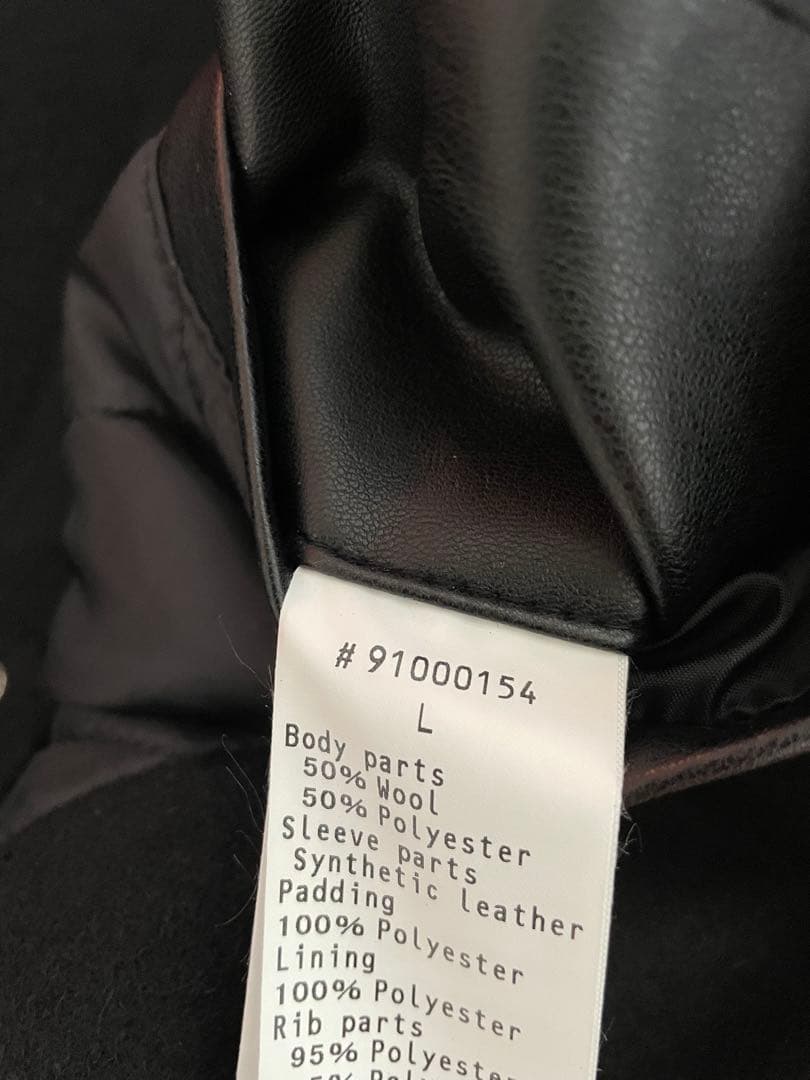 #91000154
L
Body parts
50% Wool
50% Polyester
Sleeve parts
Synthetic leather
Padding
100% Polyester
Lining
100% Polyester
Rib parts
95% Polyeste